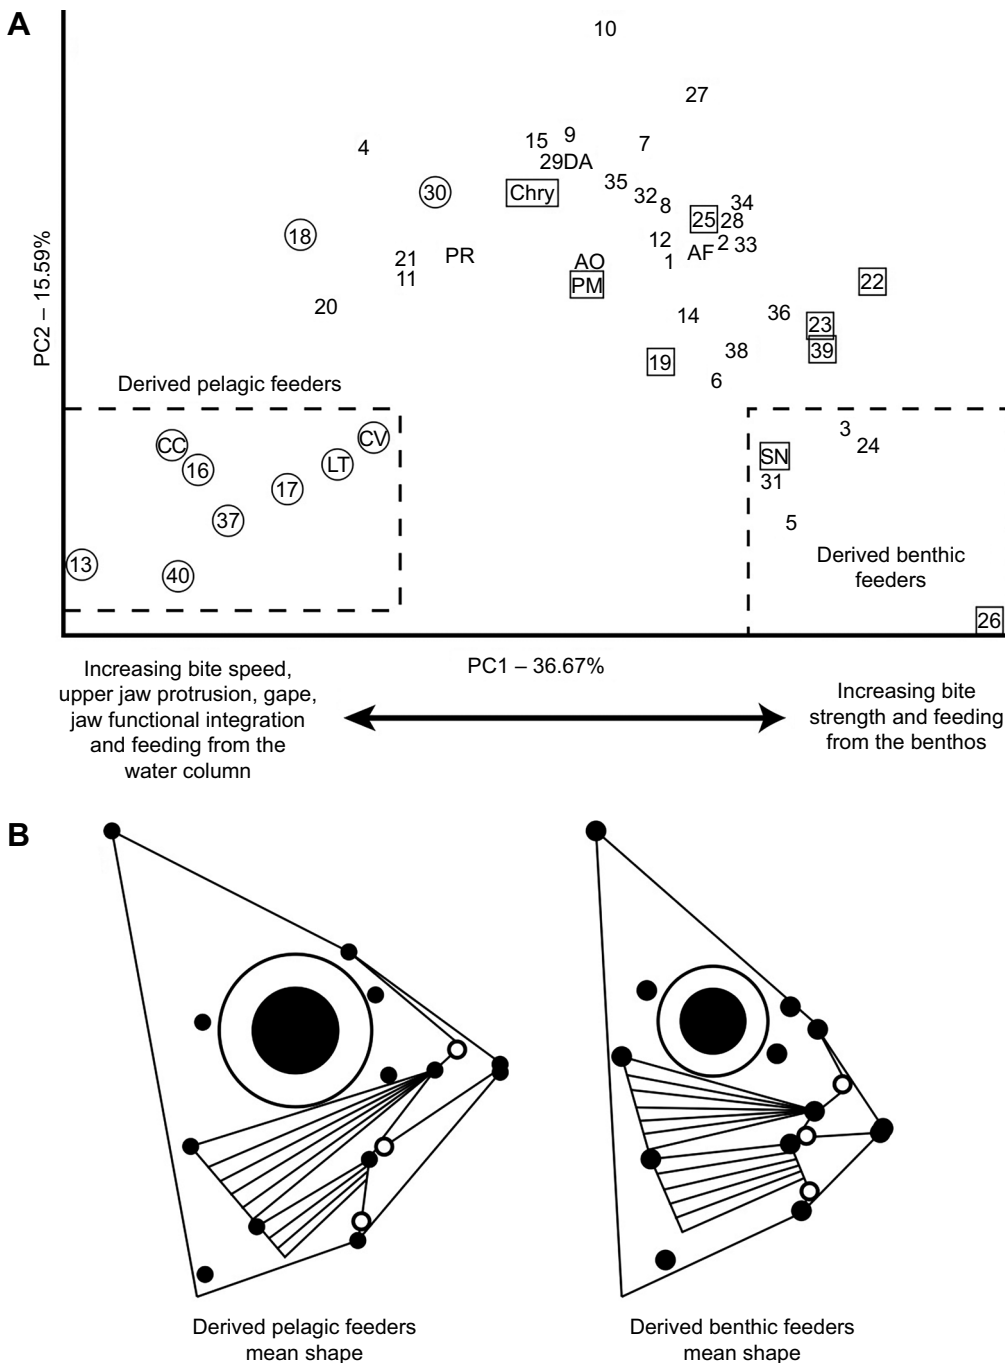 A
10
27
4
15
9
7
29DA
30
Chry
35
32
8
34
25
28
18
12
2
33
21
PR
AO
1
AF
11
PM
22
20
14
36
23
19
38
39
6
PC2 – 15.59%
Derived pelagic feeders
CC
CV
3
16
LT
SN
24
17
31
37
5
13
40
Derived benthic
feeders
26
PC1 – 36.67%
Increasing bite speed,
upper jaw protrusion, gape,
jaw functional integration
and feeding from the
water column
Increasing bite
strength and feeding
from the benthos
B
Derived pelagic feeders
mean shape
Derived benthic feeders
mean shape